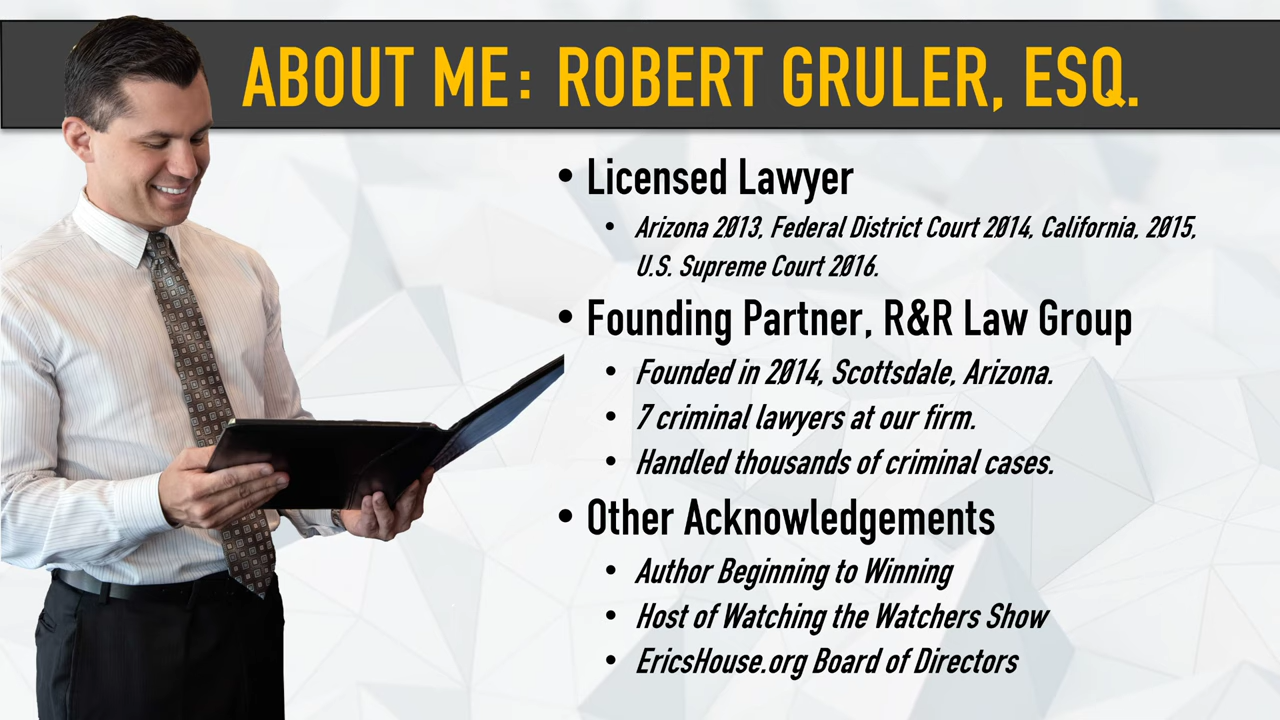 ABOUT ME: ROBERT GRULER, ESQ.
• Licensed Lawyer
• Arizona 2013, Federal District Court 2014, California, 2015,
U.S. Supreme Court 2016.
• Founding Partner, R&R Law Group
• Founded in 2014, Scottsdale, Arizona.
• 7 criminal lawyers at our firm.
• Handled thousands of criminal cases.
• Other Acknowledgements
• Author Beginning to Winning
• Host of Watching the Watchers Show
• EricsHouse.org Board of Directors